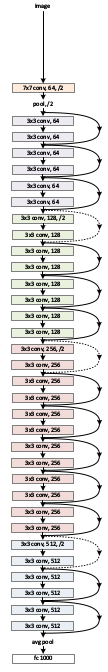 image
7x7 conv, 64, /2
pool, /2
3x3 conv, 64
3x3 conv, 64
3x3 conv, 64
3x3 conv, 64
3x3 conv, 64
3x3 conv, 64
3x3 conv, 128, /2
3x3 conv, 128
3x3 conv, 128
3x3 conv, 128
3x3 conv, 128
3x3 conv, 128
3x3 conv, 128
3x3 conv, 128
3x3 conv, 256, /2
3x3 conv, 256
3x3 conv, 256
3x3 conv, 256
3x3 conv, 256
3x3 conv, 256
3x3 conv, 256
3x3 conv, 256
3x3 conv, 256
3x3 conv, 256
3x3 conv, 256
3x3 conv, 256
3x3 conv, 512, /2
3x3 conv, 512
3x3 conv, 512
3x3 conv, 512
3x3 conv, 512
3x3 conv, 512
avg pool
fc 1000